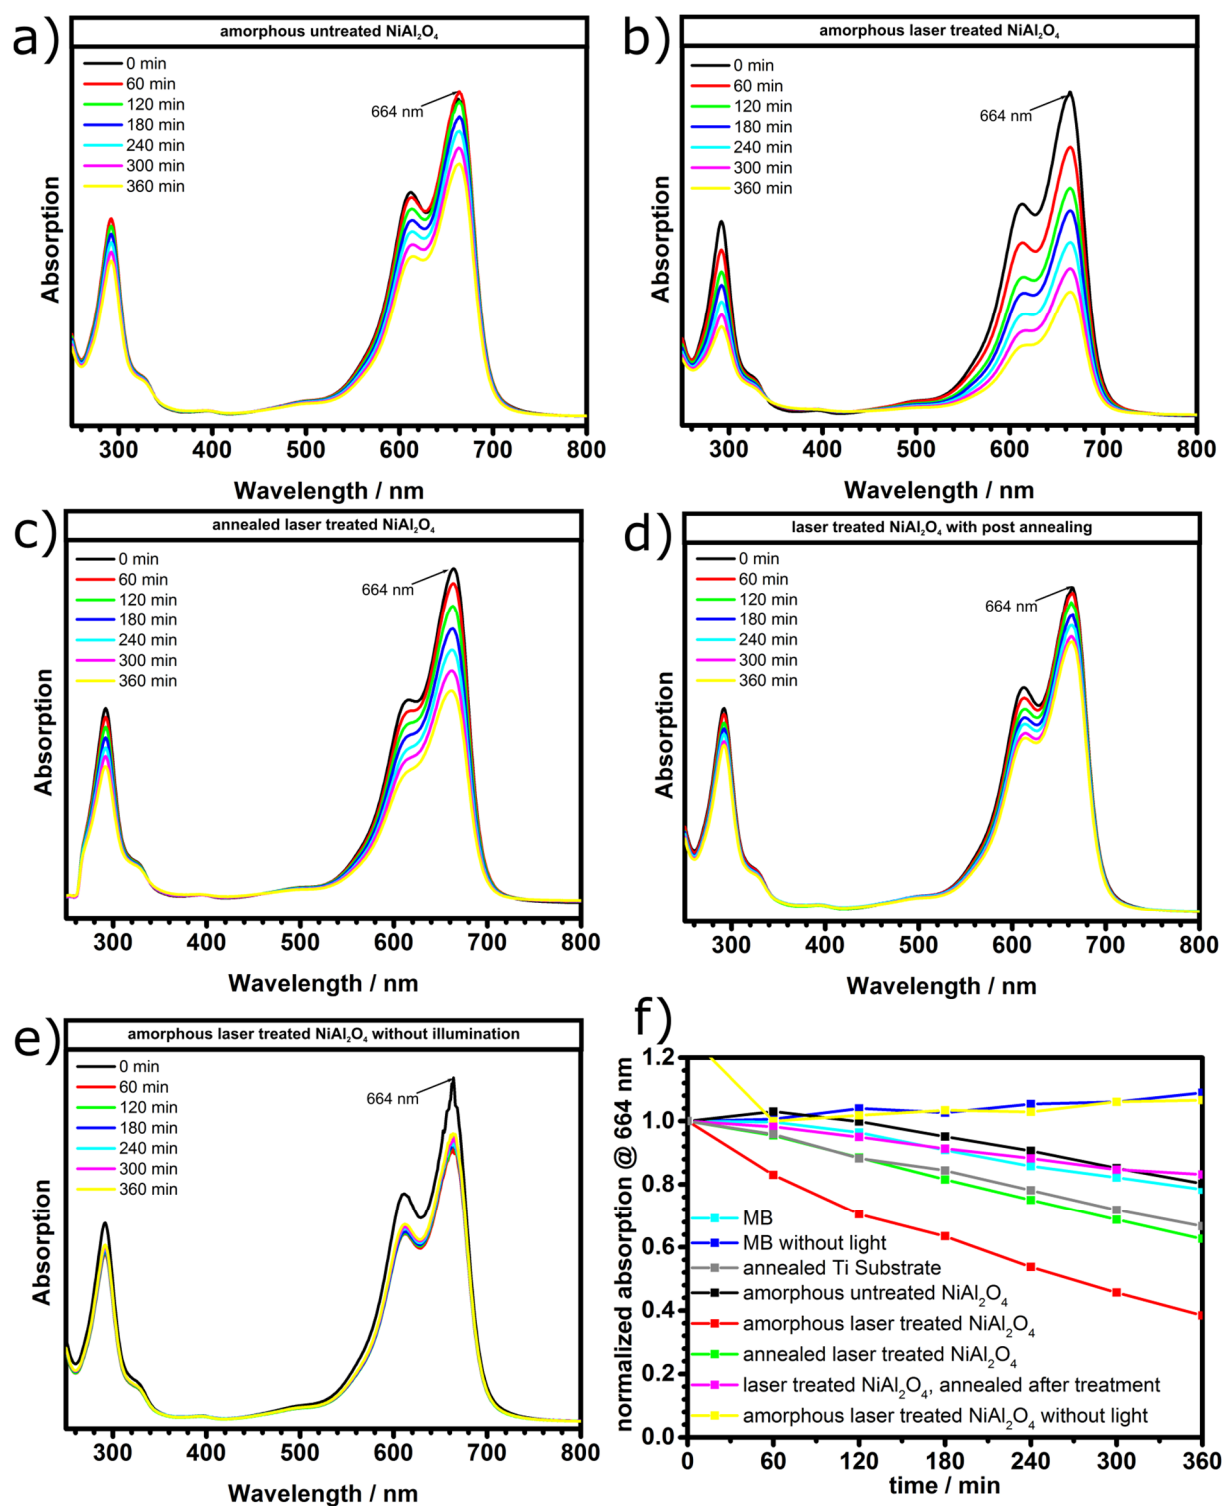 a)
amorphous untreated NiAl₂O₄
0 min
60 min
120 min
180 min
240 min
300 min
360 min
664 nm
Absorption
300 400 500 600 700 800
Wavelength / nm
b)
amorphous laser treated NiAl₂O₄
0 min
60 min
120 min
180 min
240 min
300 min
360 min
664 nm
Absorption
300 400 500 600 700 800
Wavelength / nm
c)
annealed laser treated NiAl₂O₄
0 min
60 min
120 min
180 min
240 min
300 min
360 min
664 nm
Absorption
300 400 500 600 700 800
Wavelength / nm
d)
laser treated NiAl₂O₄ with post annealing
0 min
60 min
120 min
180 min
240 min
300 min
360 min
664 nm
Absorption
300 400 500 600 700 800
Wavelength / nm
e)
amorphous laser treated NiAl₂O₄ without illumination
0 min
60 min
120 min
180 min
240 min
300 min
360 min
664 nm
Absorption
300 400 500 600 700 800
Wavelength / nm
f)
normalized absorption @ 664 nm
1.2
1.0
0.8
0.6
0.4
0.2
0.0
MB
MB without light
annealed Ti Substrate
amorphous untreated NiAl₂O₄
amorphous laser treated NiAl₂O₄
annealed laser treated NiAl₂O₄
laser treated NiAl₂O₄, annealed after treatment
amorphous laser treated NiAl₂O₄ without light
0 60 120 180 240 300 360
time / min